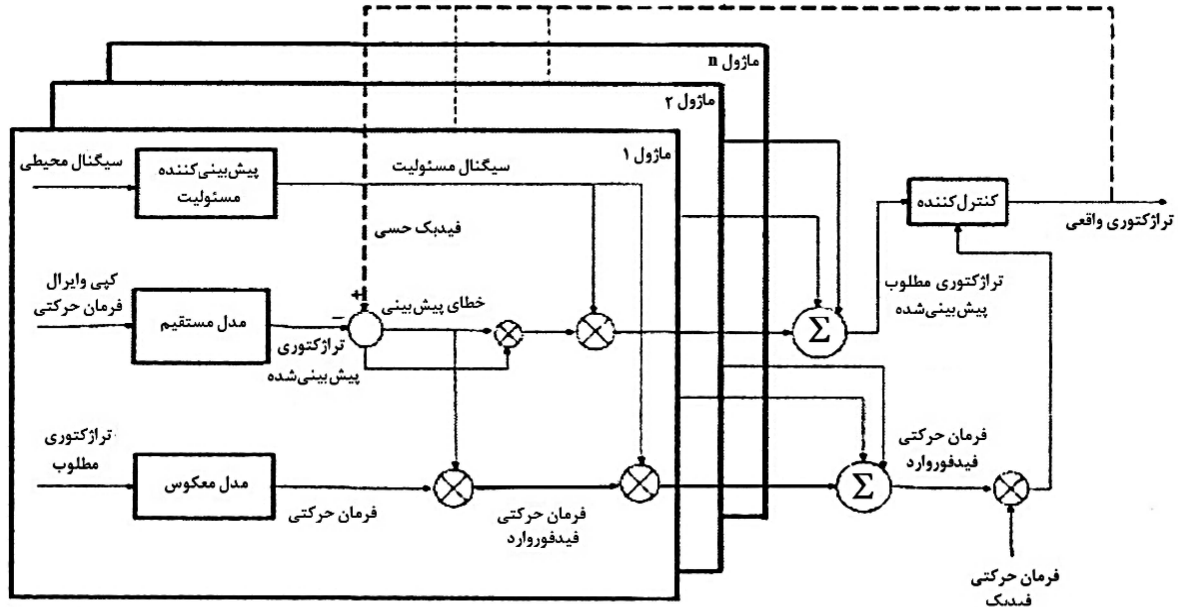 ماژول n
ماژول ۲
ماژول ۱
سیگنال محیطی
پیش‌بینی‌کننده
مسئولیت
سیگنال مسئولیت
فیدبک حسی
کپی وایرال
فرمان حرکتی
مدل مستقیم
+
−
خطای پیش‌بینی
تراژکتوری
پیش‌بینی‌شده
تراژکتوری
مطلوب
مدل معکوس
فرمان حرکتی
فرمان حرکتی
فیدفوروارد
Σ
Σ
کنترل‌کننده
تراژکتوری واقعی
تراژکتوری مطلوب
پیش‌بینی‌شده
فرمان حرکتی
فیدفوروارد
فرمان حرکتی
فیدبک